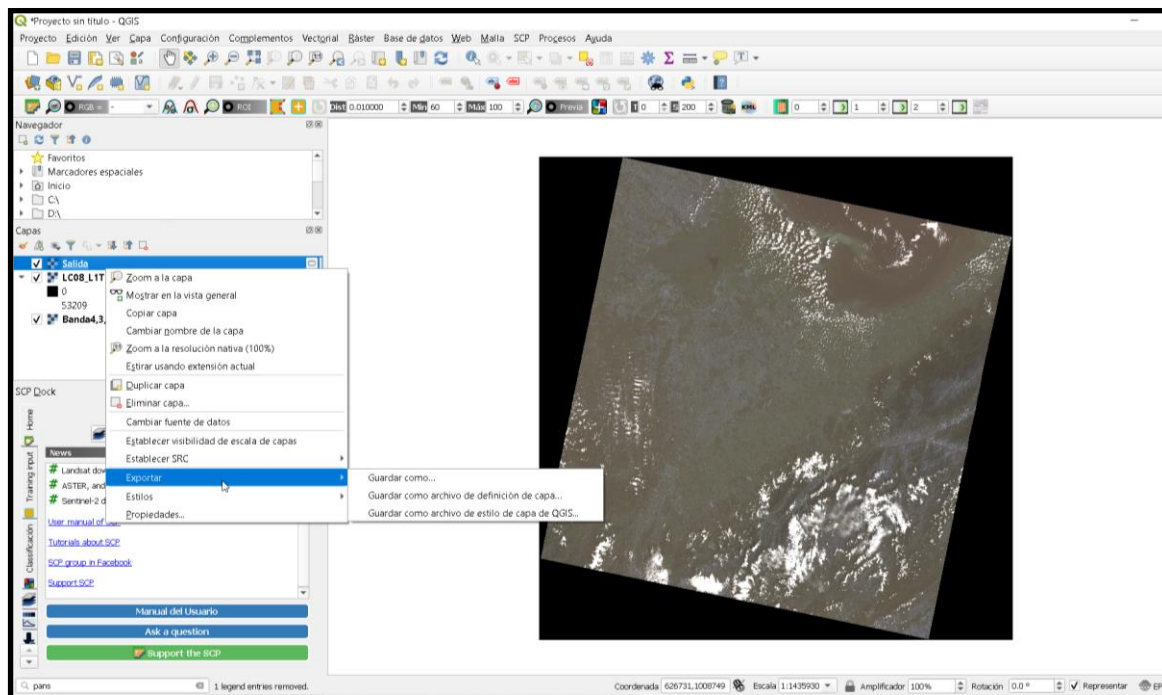 *Proyecto sin título - QGIS
Proyecto Edición Ver Capa Configuración Complementos Vectorial Ráster Base de datos Web Malla SCP Procesos Ayuda
RGB = - ROI Dist 0.010000 Min 60 Máx 100 Previa T 0 S 200 KML 0 1 2
Navegador
Favoritos
Marcadores espaciales
Inicio
C:\
D:\
Capas
Salida
LC08_L1T
0
53209
Banda4,3,
Zoom a la capa
Mostrar en la vista general
Copiar capa
Cambiar nombre de la capa
Zoom a la resolución nativa (100%)
Estirar usando extensión actual
Duplicar capa
Eliminar capa...
Cambiar fuente de datos
Establecer visibilidad de escala de capas
Establecer SRC
Exportar
Estilos
Propiedades...
Guardar como...
Guardar como archivo de definición de capa...
Guardar como archivo de estilo de capa de QGIS...
SCP Dock
Home
Training input
Clasificación
News
# Landsat dow
# ASTER, and
# Sentinel-2 d
User manual of
Tutorials about SCP
SCP group in Facebook
Support SCP
Manual del Usuario
Ask a question
Support the SCP
pans
1 legend entries removed.
Coordenada 626731,1008749 Escala 1:1435930 Amplificador 100% Rotación 0.0 ° Representar EP